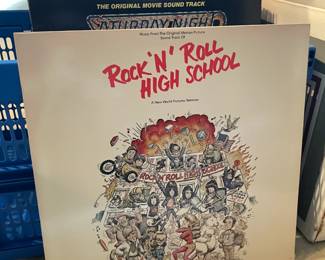 THE ORIGINAL MOVIE SOUND TRACK
SATURDAY NIGHT
Music From The Original Motion Picture
Sound Track Of
ROCK 'N' ROLL
HIGH SCHOOL
A New World Pictures Release
ROCK 'N' ROLL HIGH SCHOOL